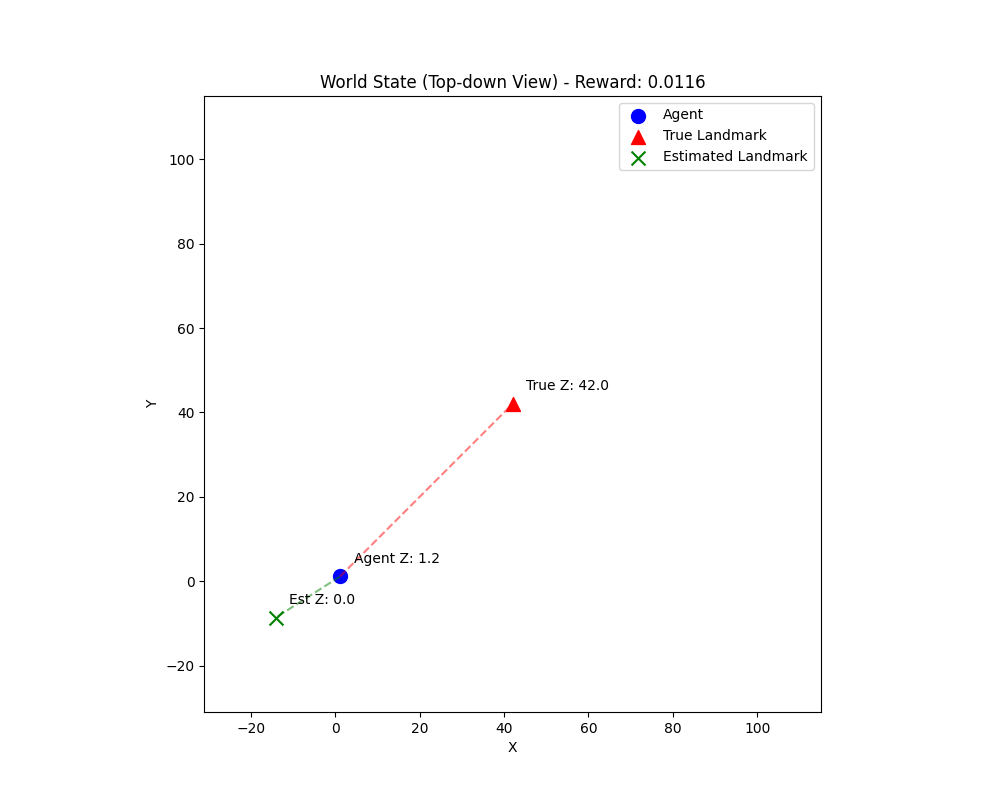 World State (Top-down View) - Reward: 0.0116
Agent
True Landmark
Estimated Landmark
100
80
60
40
20
0
−20
Y
True Z: 42.0
Agent Z: 1.2
Est Z: 0.0
−20
0
20
40
60
80
100
X